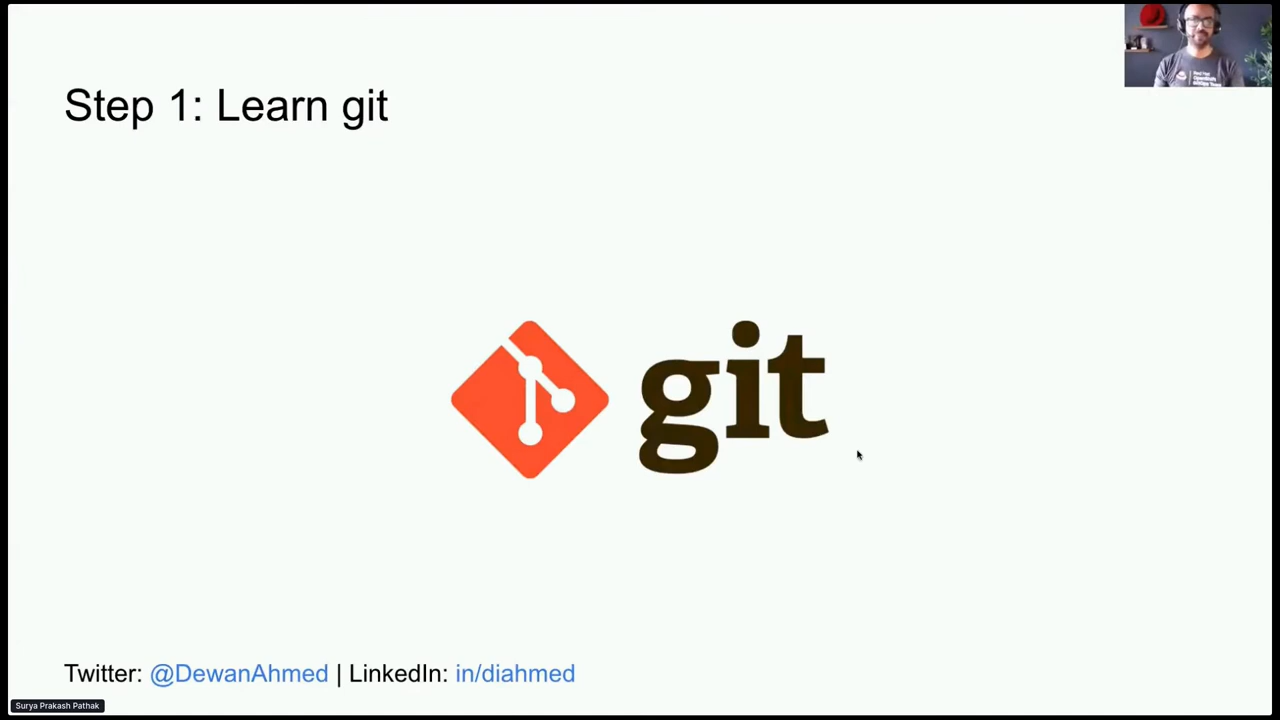 Step 1: Learn git
git
Twitter: @DewanAhmed | LinkedIn: in/diahmed
Surya Prakash Pathak